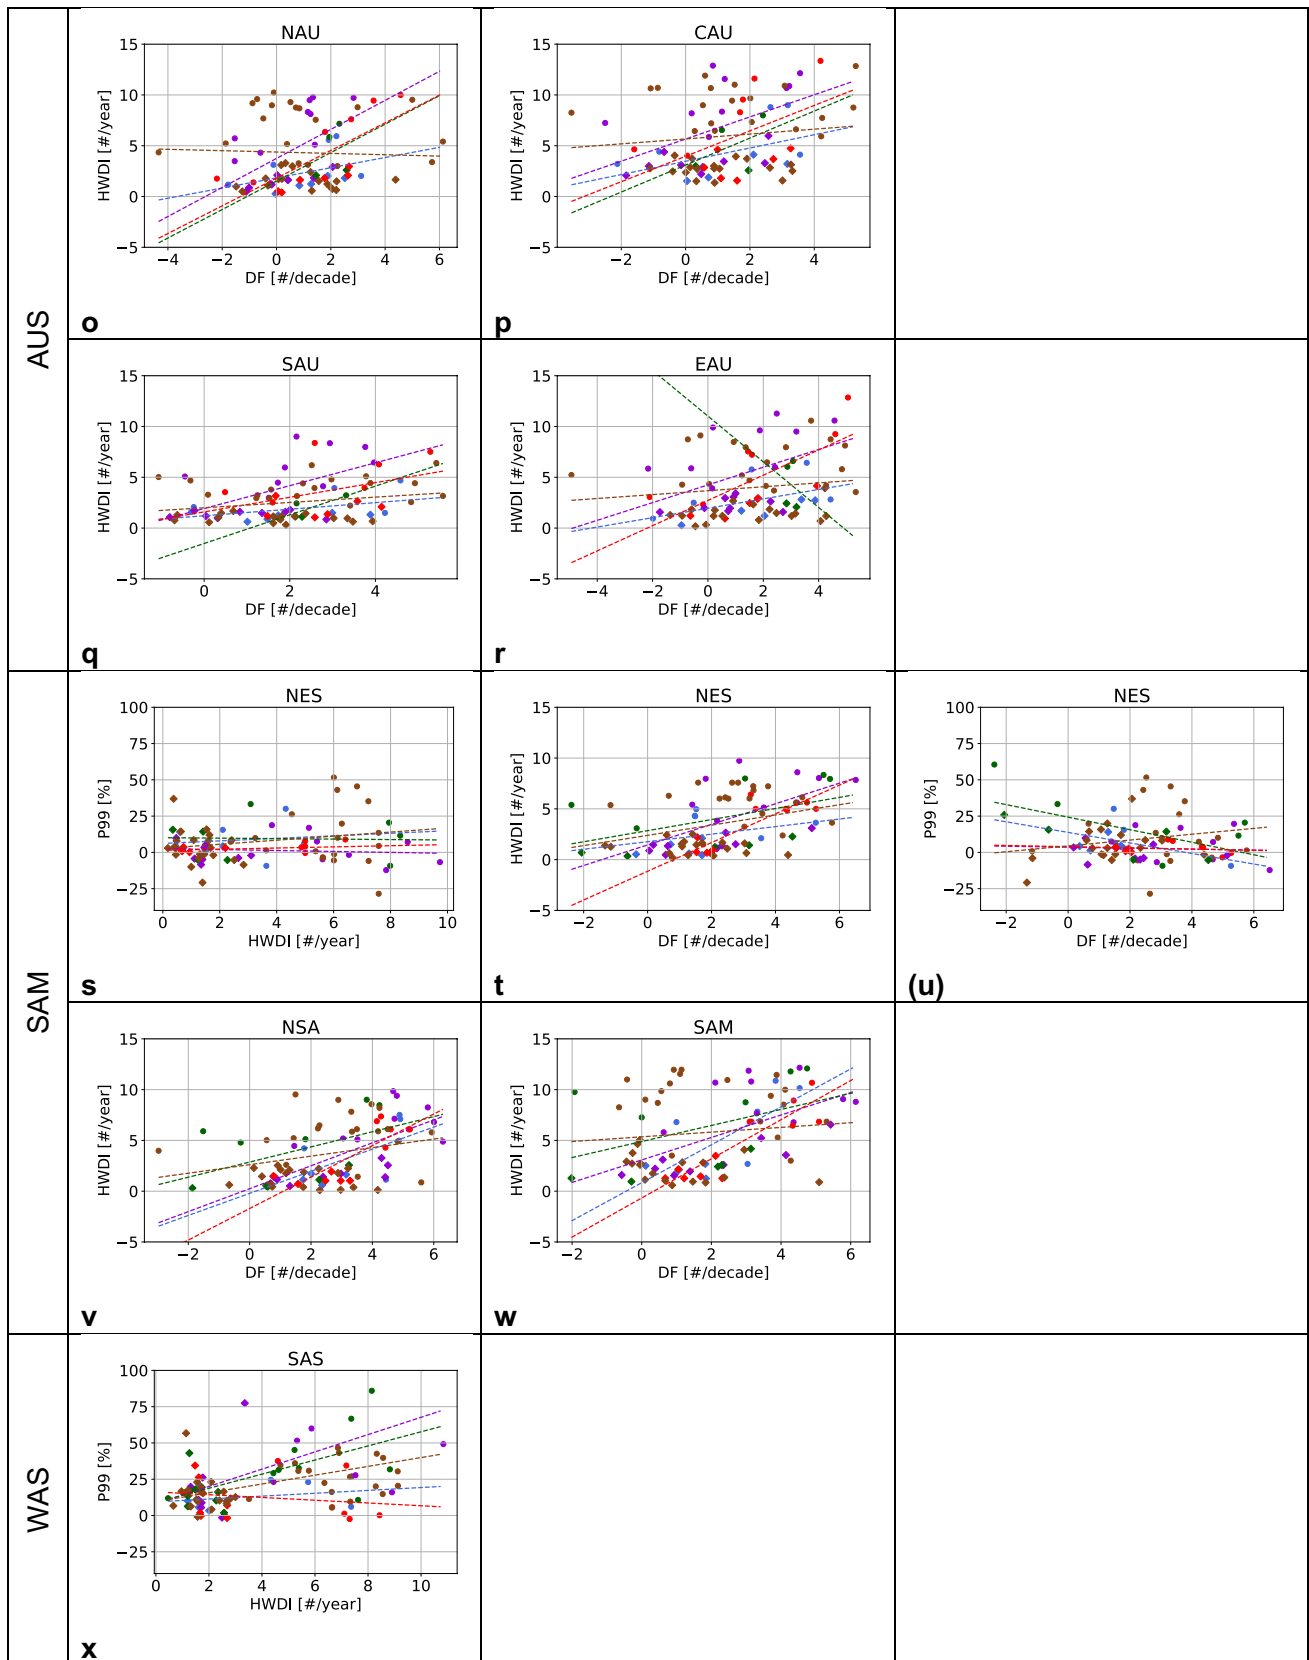 AUS
NAU
15
10
5
0
−5
HWDI [#/year]
−4 −2 0 2 4 6
DF [#/decade]
o
CAU
15
10
5
0
−5
HWDI [#/year]
−2 0 2 4
DF [#/decade]
p
SAU
15
10
5
0
−5
HWDI [#/year]
0 2 4
DF [#/decade]
q
EAU
15
10
5
0
−5
HWDI [#/year]
−4 −2 0 2 4
DF [#/decade]
r
SAM
NES
100
75
50
25
0
−25
P99 [%]
0 2 4 6 8 10
HWDI [#/year]
s
NES
15
10
5
0
−5
HWDI [#/year]
−2 0 2 4 6
DF [#/decade]
t
NES
100
75
50
25
0
−25
P99 [%]
−2 0 2 4 6
DF [#/decade]
(u)
NSA
15
10
5
0
−5
HWDI [#/year]
−2 0 2 4 6
DF [#/decade]
v
SAM
15
10
5
0
−5
HWDI [#/year]
−2 0 2 4 6
DF [#/decade]
w
WAS
SAS
100
75
50
25
0
−25
P99 [%]
0 2 4 6 8 10
HWDI [#/year]
x